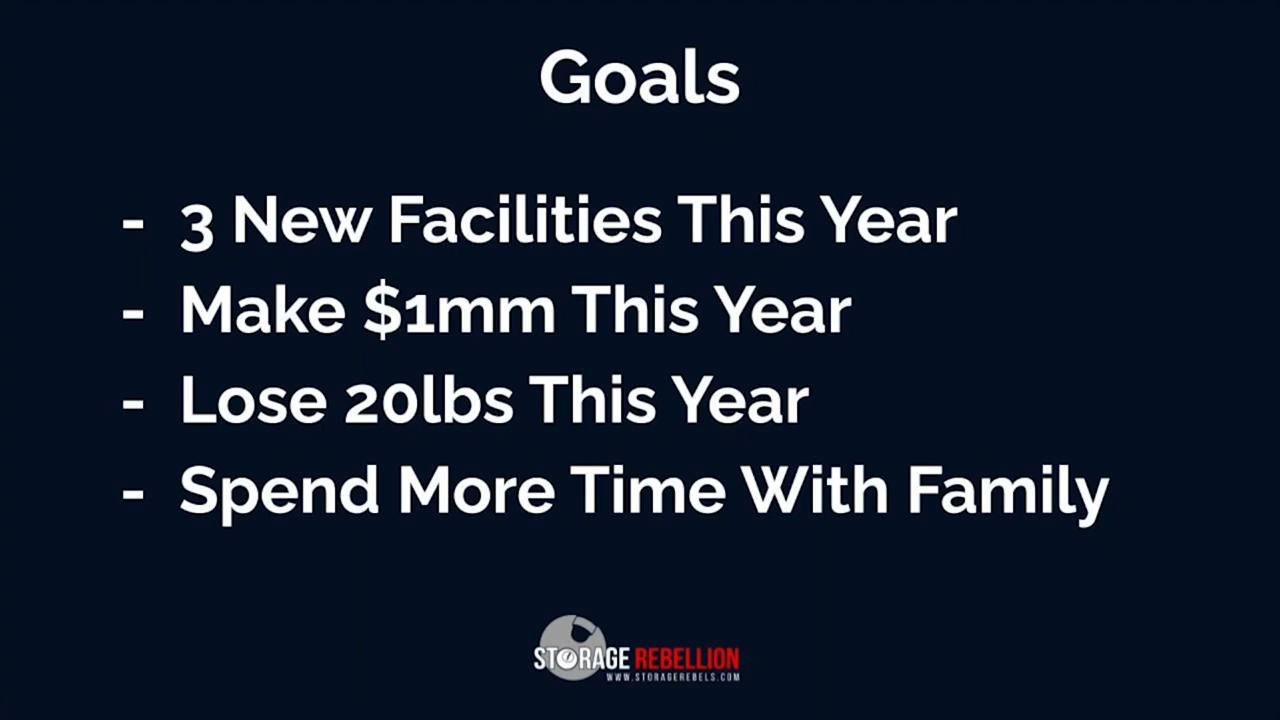 Goals
- 3 New Facilities This Year
- Make $1mm This Year
- Lose 20lbs This Year
- Spend More Time With Family
STORAGE REBELLION
WWW.STORAGEREBELS.COM